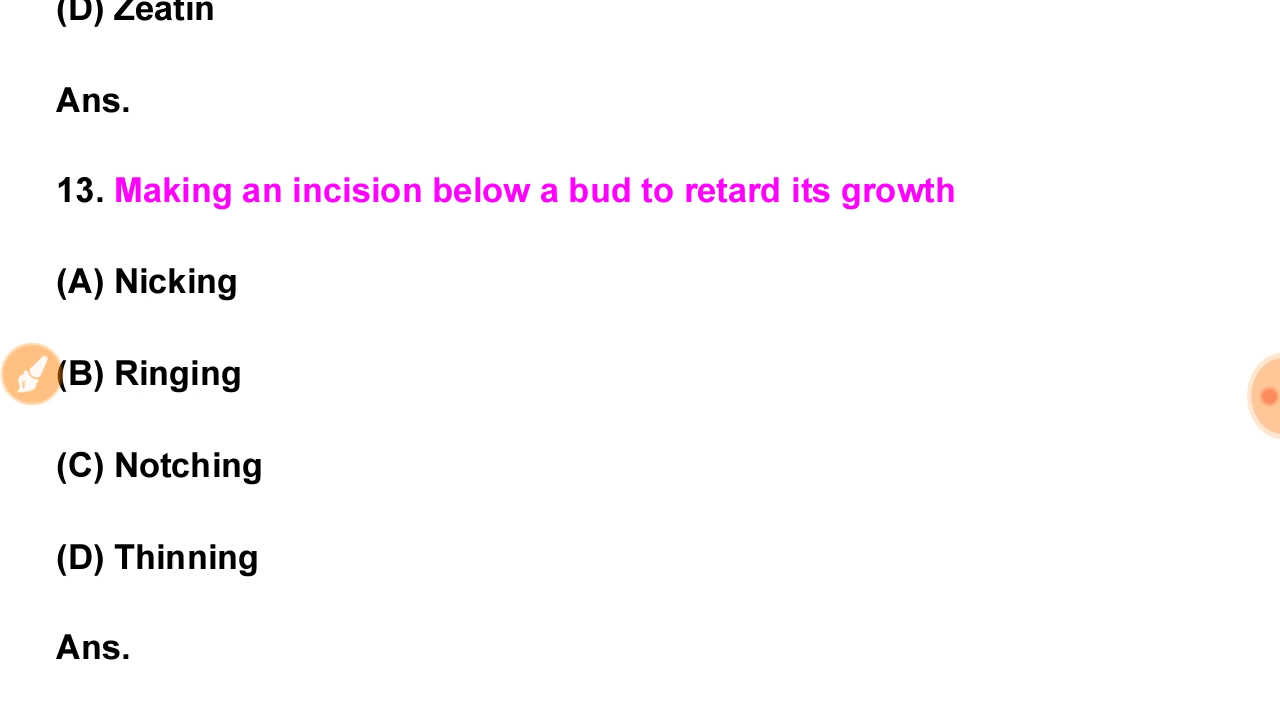 (D) Zeatin
Ans.
13. Making an incision below a bud to retard its growth
(A) Nicking
(B) Ringing
(C) Notching
(D) Thinning
Ans.